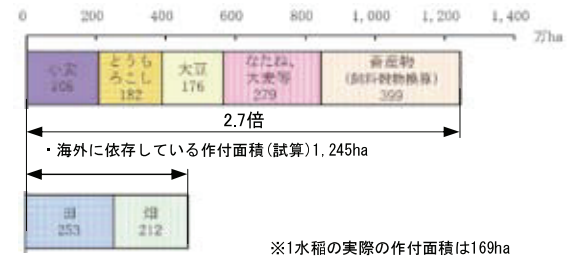 0 200 400 600 800 1,000 1,200 1,400
万ha
小麦
208
とうも
ろこし
182
大豆
176
なたね、
大麦等
279
畜産物
(飼料穀物換算)
399
2.7倍
・海外に依存している作付面積(試算)1,245ha
田
253
畑
212
※1水稲の実際の作付面積は169ha